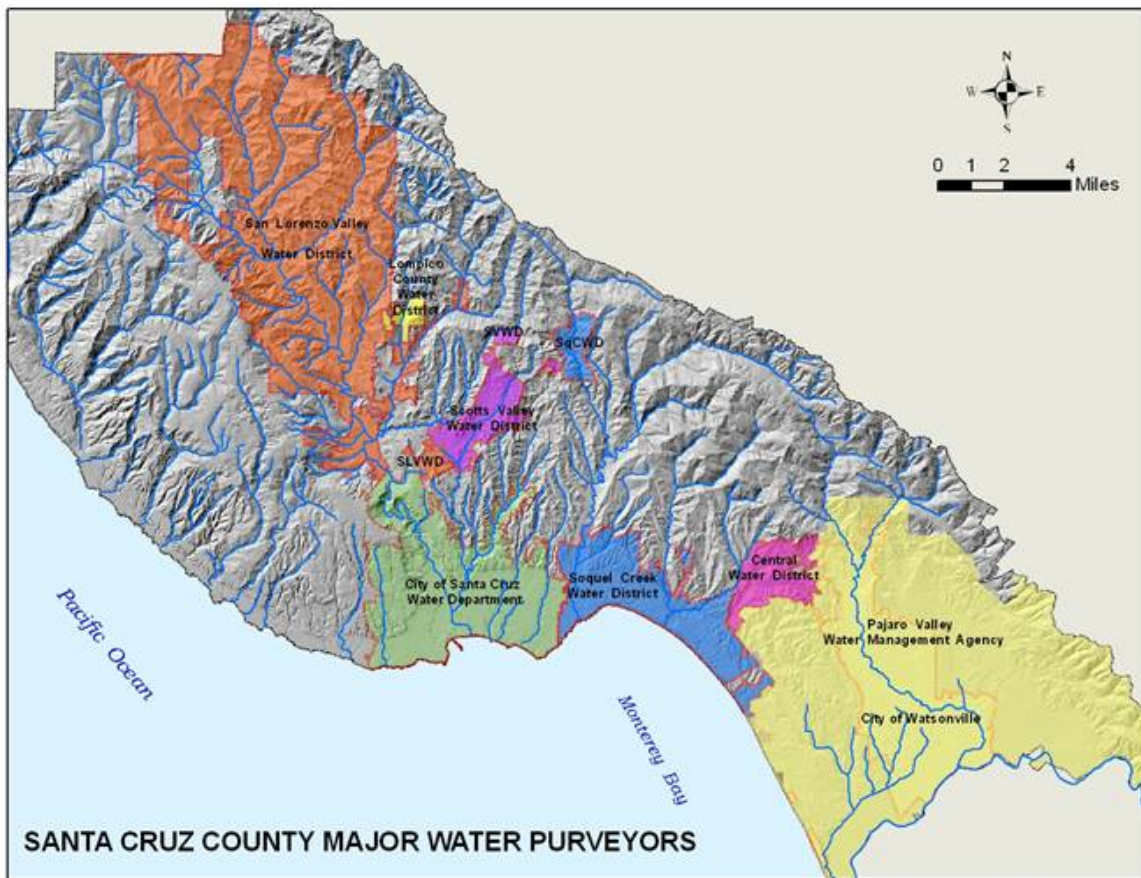 N
W E
S
0 1 2 4
Miles
San Lorenzo Valley
Water District
Lompico
County
Water
District
SVWD
SqCWD
Scotts Valley
Water District
SLVWD
City of Santa Cruz
Water Department
Soquel Creek
Water District
Central
Water District
Pajaro Valley
Water Management Agency
City of Watsonville
Pacific Ocean
Monterey Bay
SANTA CRUZ COUNTY MAJOR WATER PURVEYORS